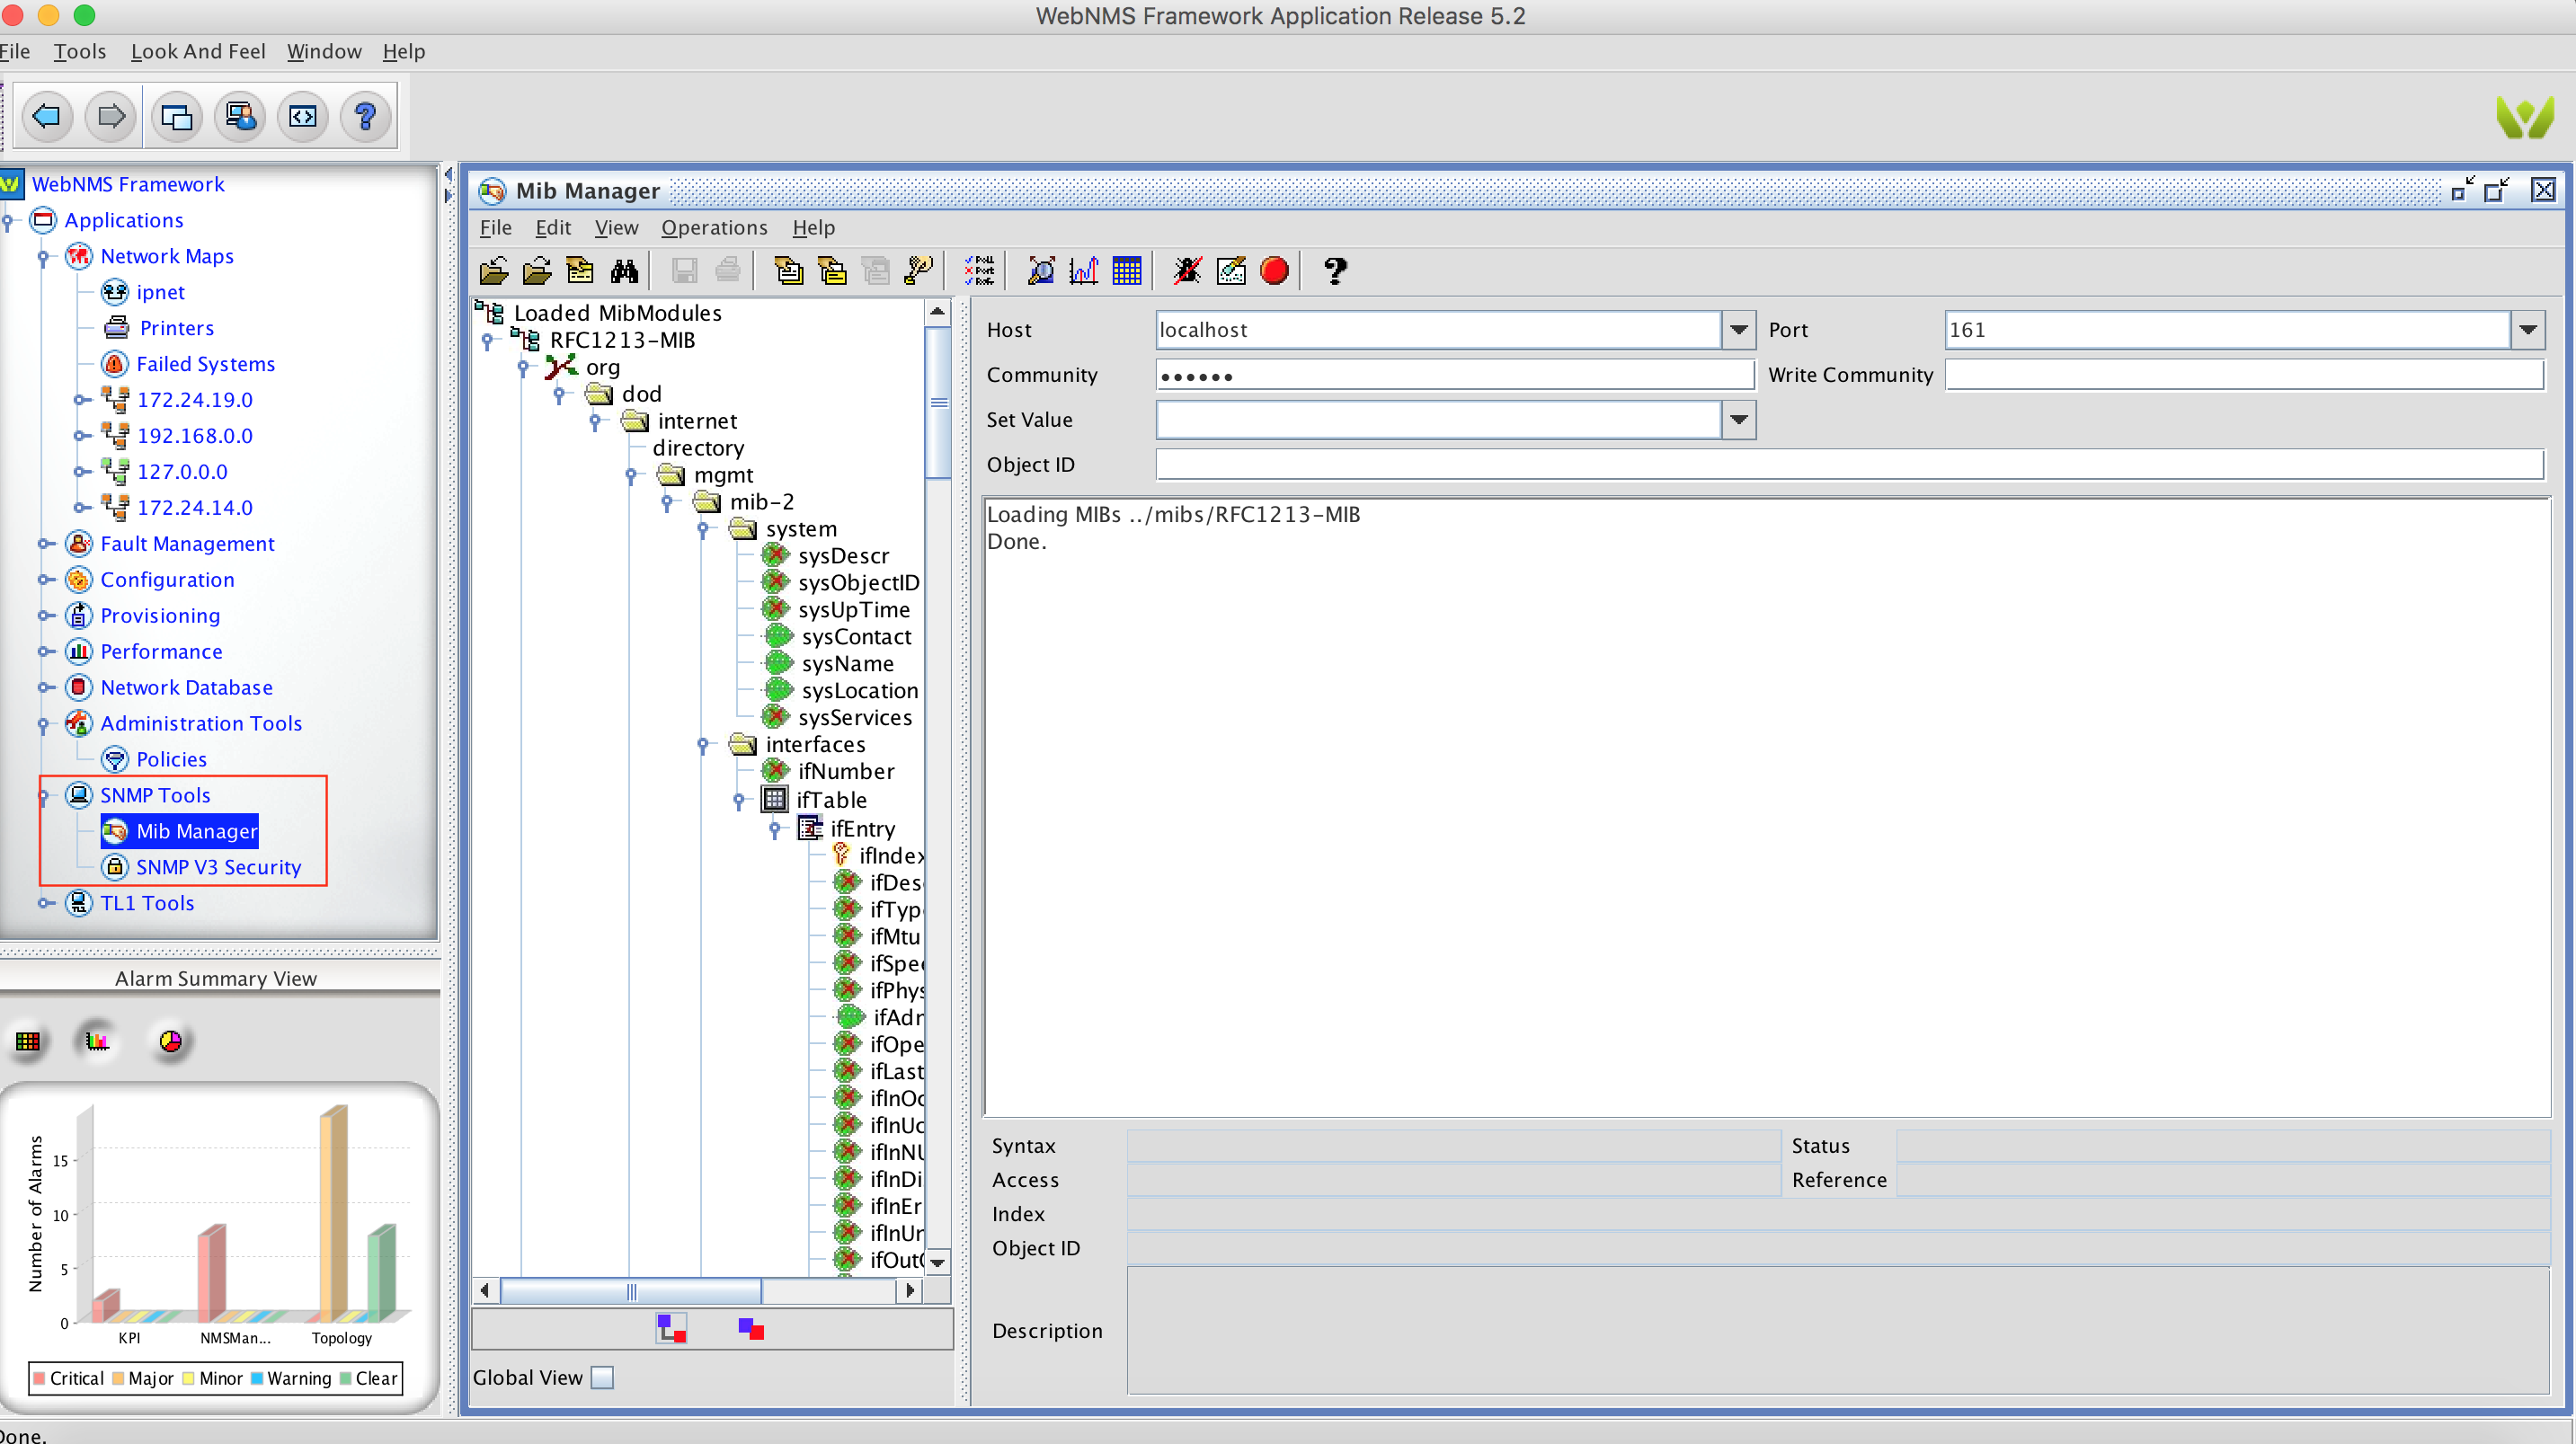 WebNMS Framework Application Release 5.2
File Tools Look And Feel Window Help
WebNMS Framework
Applications
Network Maps
ipnet
Printers
Failed Systems
172.24.19.0
192.168.0.0
127.0.0.0
172.24.14.0
Fault Management
Configuration
Provisioning
Performance
Network Database
Administration Tools
Policies
SNMP Tools
Mib Manager
SNMP V3 Security
TL1 Tools
Alarm Summary View
Number of Alarms
15
10
5
0
KPI NMSMan... Topology
Critical Major Minor Warning Clear
Mib Manager
File Edit View Operations Help
Loaded MibModules
RFC1213-MIB
org
dod
internet
directory
mgmt
mib-2
system
sysDescr
sysObjectID
sysUpTime
sysContact
sysName
sysLocation
sysServices
interfaces
ifNumber
ifTable
ifEntry
ifIndex
ifDes
ifTyp
ifMtu
ifSpe
ifPhys
ifAdr
ifOpe
ifLast
ifInOc
ifInUc
ifInNU
ifInDi
ifInEr
ifInUn
ifOut
Global View
Host localhost Port 161
Community •••••• Write Community
Set Value
Object ID
Loading MIBs ../mibs/RFC1213-MIB
Done.
Syntax Status
Access Reference
Index
Object ID
Description
Done.